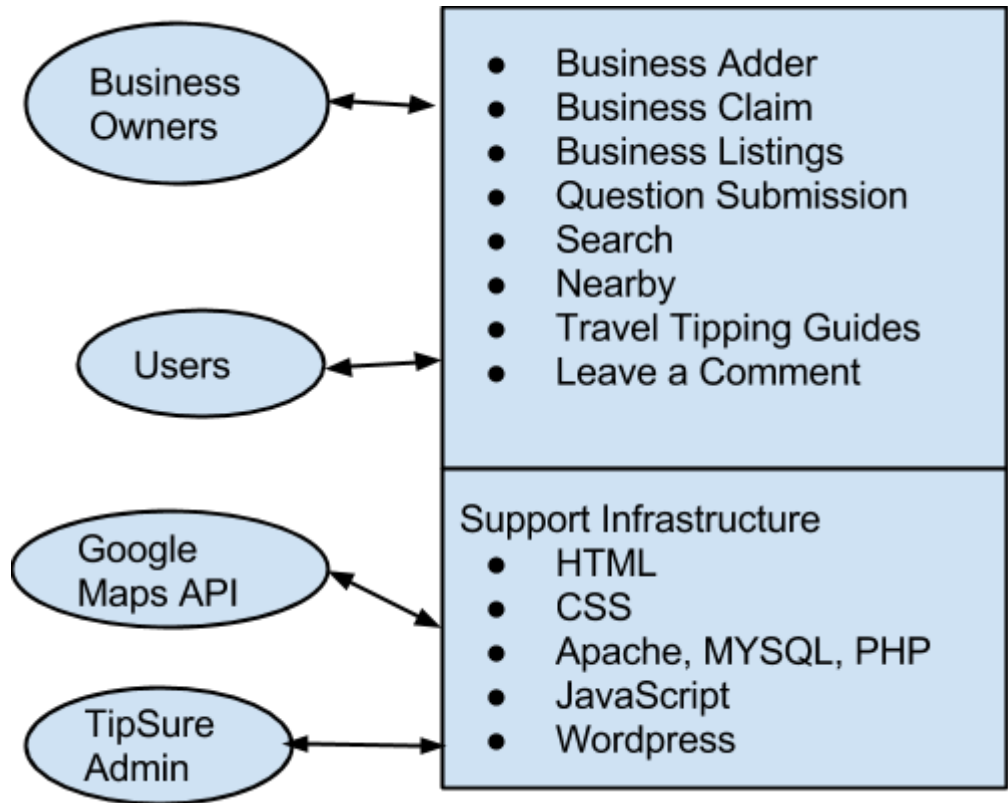 Business
Owners
Users
Google
Maps API
TipSure
Admin
● Business Adder
● Business Claim
● Business Listings
● Question Submission
● Search
● Nearby
● Travel Tipping Guides
● Leave a Comment
Support Infrastructure
● HTML
● CSS
● Apache, MYSQL, PHP
● JavaScript
● Wordpress